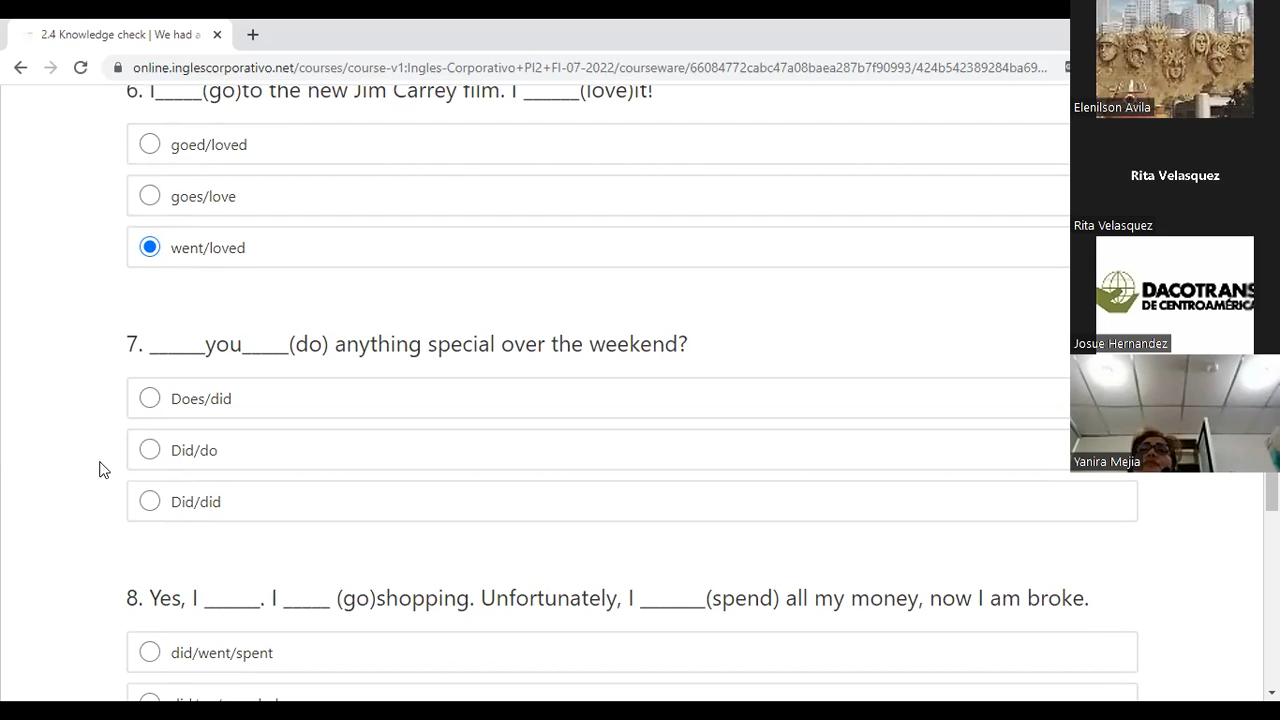 2.4 Knowledge check | We had a
online.inglescorporativo.net/courses/course-v1:Ingles-Corporativo+PI2+FI-07-2022/courseware/66084772cabc47a08baea287b7f90993/424b542389284ba69...
6. I_____(go)to the new Jim Carrey film. I ______(love)it!
goed/loved
goes/love
went/loved
7. ______you_____(do) anything special over the weekend?
Does/did
Did/do
Did/did
8. Yes, I ______. I _____ (go)shopping. Unfortunately, I _______(spend) all my money, now I am broke.
did/went/spent
Elenilson Avila
Rita Velasquez
Rita Velasquez
DACOTRANS
DE CENTROAMÉRICA
Josue Hernandez
Yanira Mejia